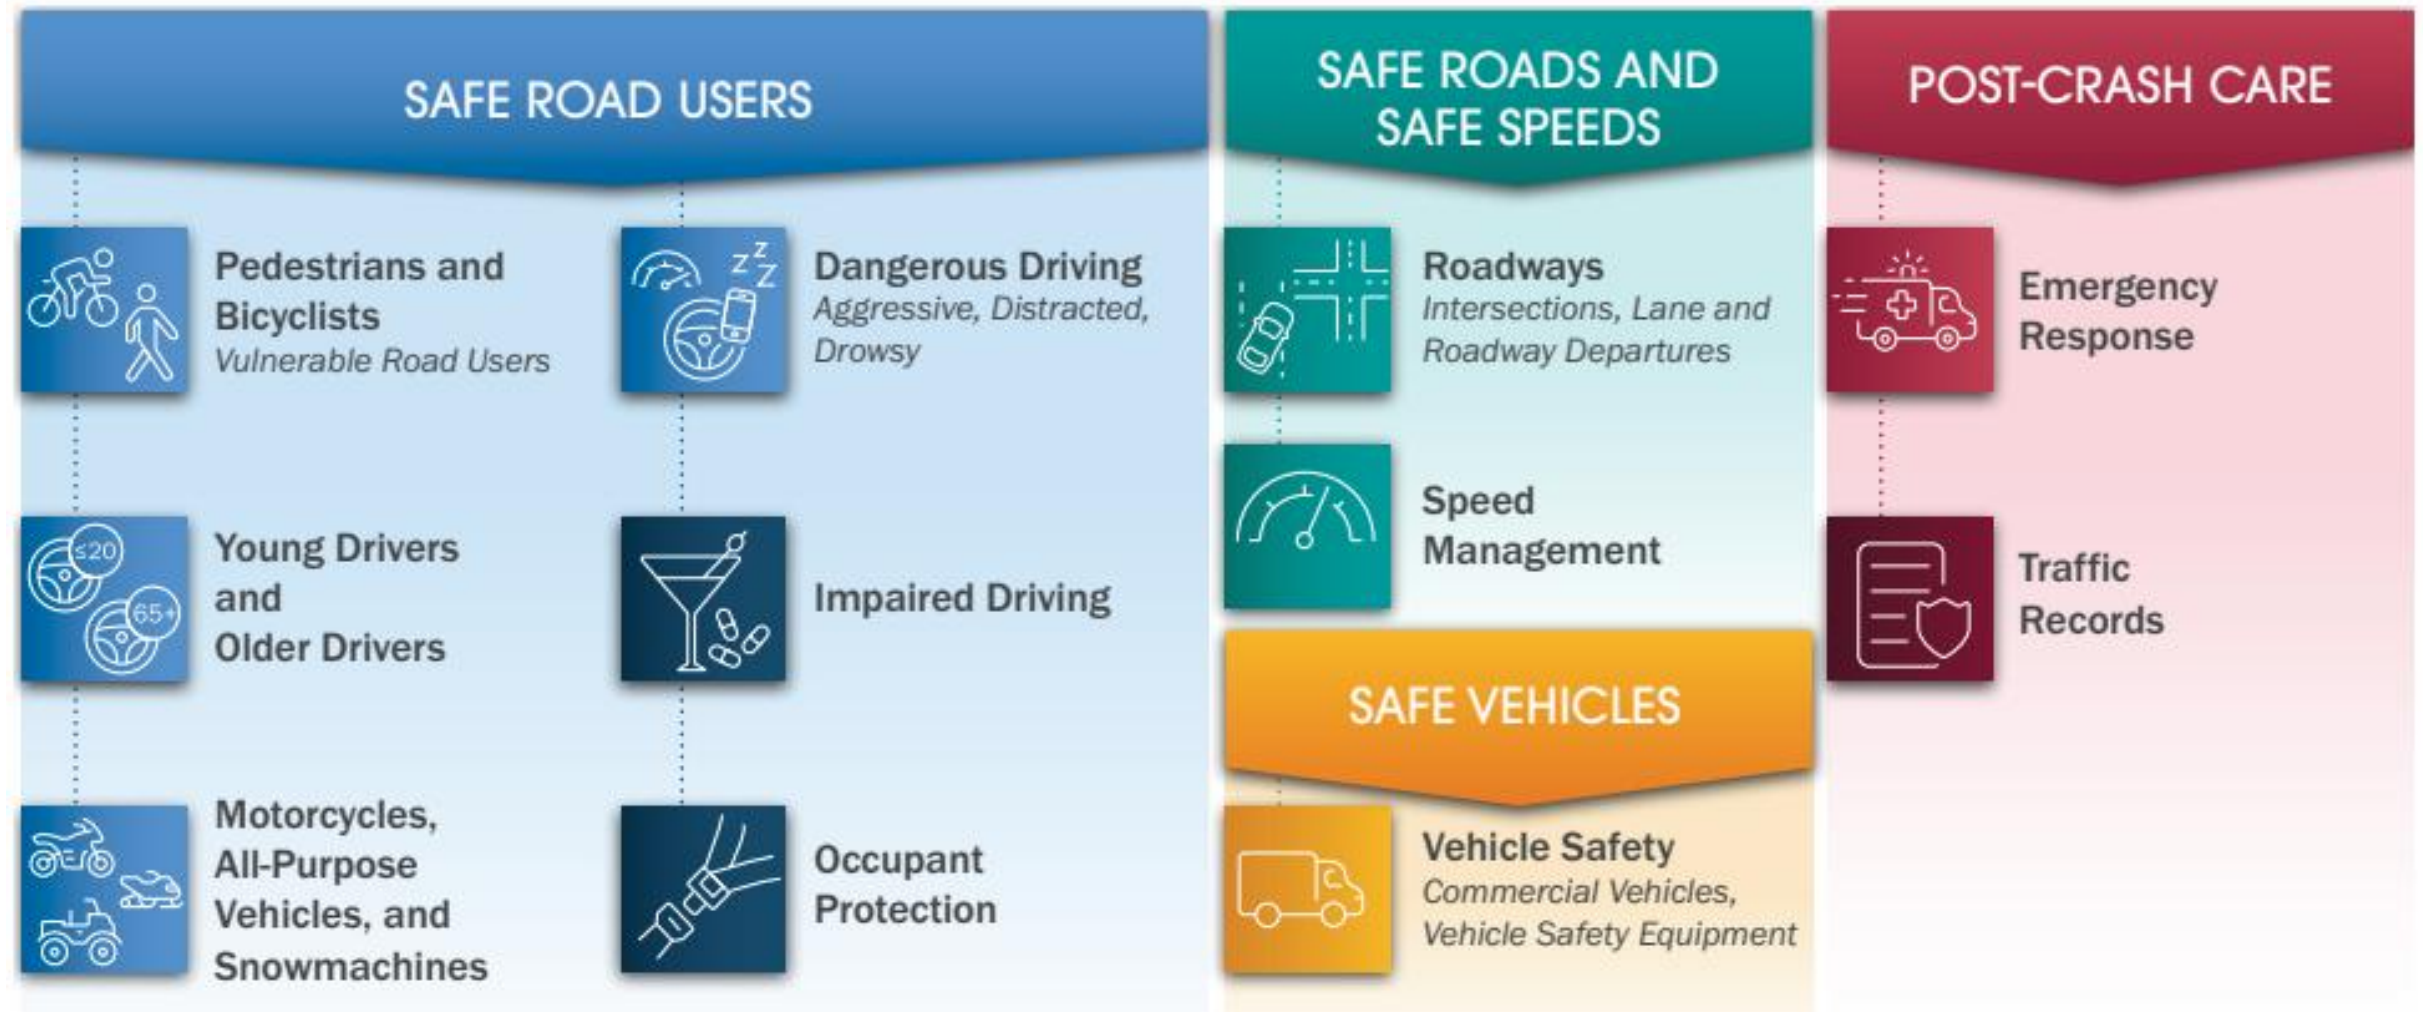 SAFE ROAD USERS
Pedestrians and
Bicyclists
Vulnerable Road Users
≤20
65+
Young Drivers
and
Older Drivers
Motorcycles,
All-Purpose
Vehicles, and
Snowmachines
z
z
z
Dangerous Driving
Aggressive, Distracted,
Drowsy
Impaired Driving
Occupant
Protection
SAFE ROADS AND
SAFE SPEEDS
Roadways
Intersections, Lane and
Roadway Departures
Speed
Management
SAFE VEHICLES
Vehicle Safety
Commercial Vehicles,
Vehicle Safety Equipment
POST-CRASH CARE
Emergency
Response
Traffic
Records